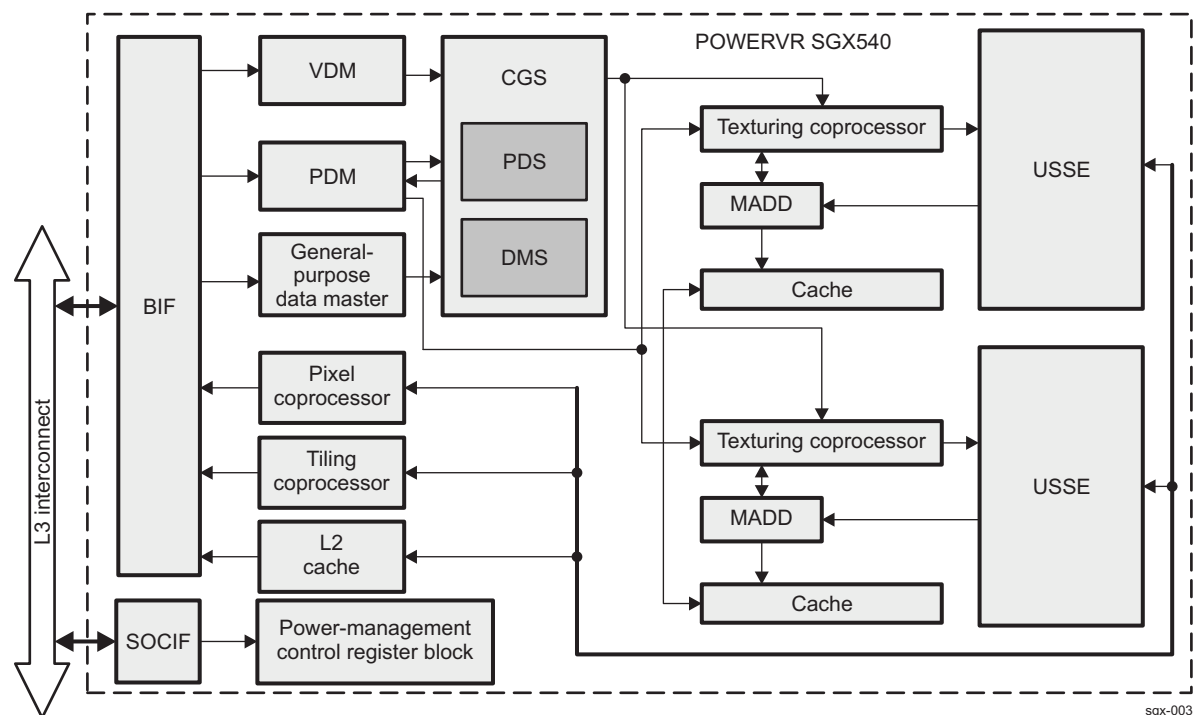 POWERVR SGX540
VDM
CGS
PDS
DMS
PDM
General-
purpose
data master
BIF
Pixel
coprocessor
Tiling
coprocessor
L2
cache
L3 interconnect
SOCIF
Power-management
control register block
Texturing coprocessor
MADD
Cache
USSE
Texturing coprocessor
MADD
Cache
USSE
sgx-003